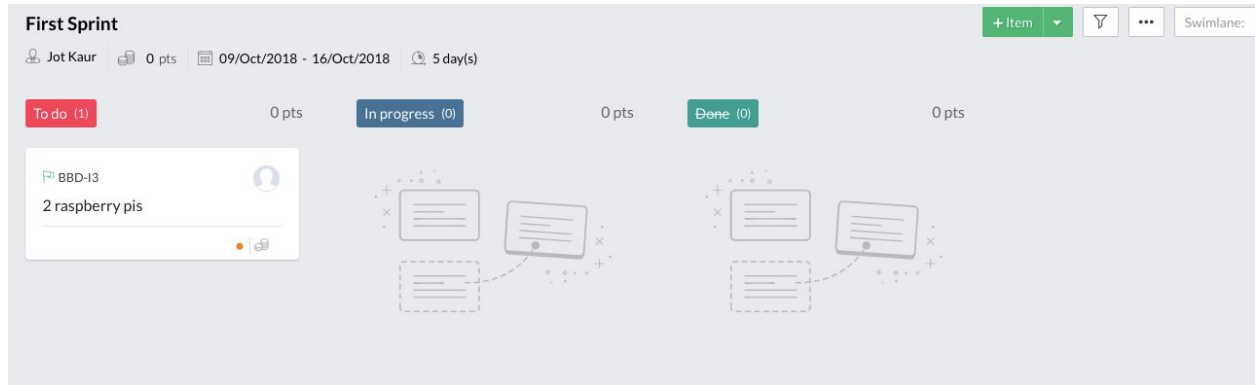 First Sprint
+ Item
Swimlane:
Jot Kaur 0 pts 09/Oct/2018 - 16/Oct/2018 5 day(s)
To do (1) 0 pts
In progress (0) 0 pts
Done (0) 0 pts
BBD-I3
2 raspberry pis